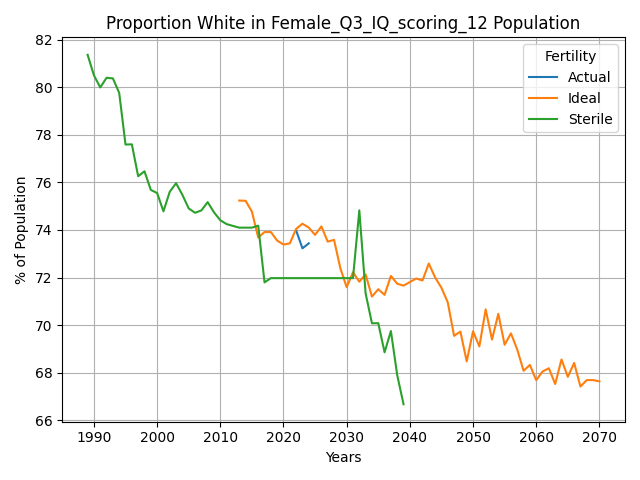 Proportion White in Female_Q3_IQ_scoring_12 Population
Fertility
Actual
Ideal
Sterile
% of Population
82
80
78
76
74
72
70
68
66
1990
2000
2010
2020
2030
2040
2050
2060
2070
Years